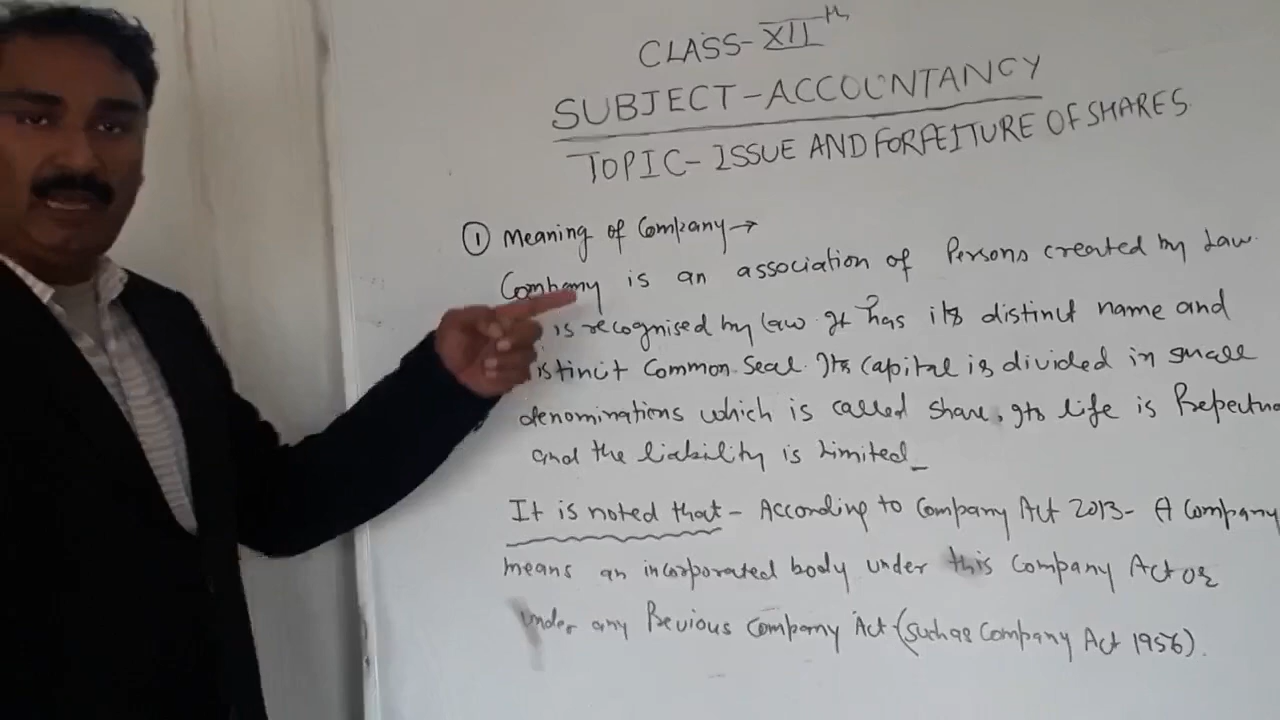 CLASS-XIIth
SUBJECT-ACCOUNTANCY
TOPIC- ISSUE AND FORFEITURE OF SHARES
① Meaning of Company→
Company is an association of Persons created by Law.
is recognised by law. It has its distinct name and
istinct Common Seal. Its Capital is divided in small
denominations which is called share. Its life is
and the liability is Limited_
It is noted that- According to Company Act 2013- A Company
means an incorporated body under this Company Act or
under any Previous Company Act (such as Company Act 1956).